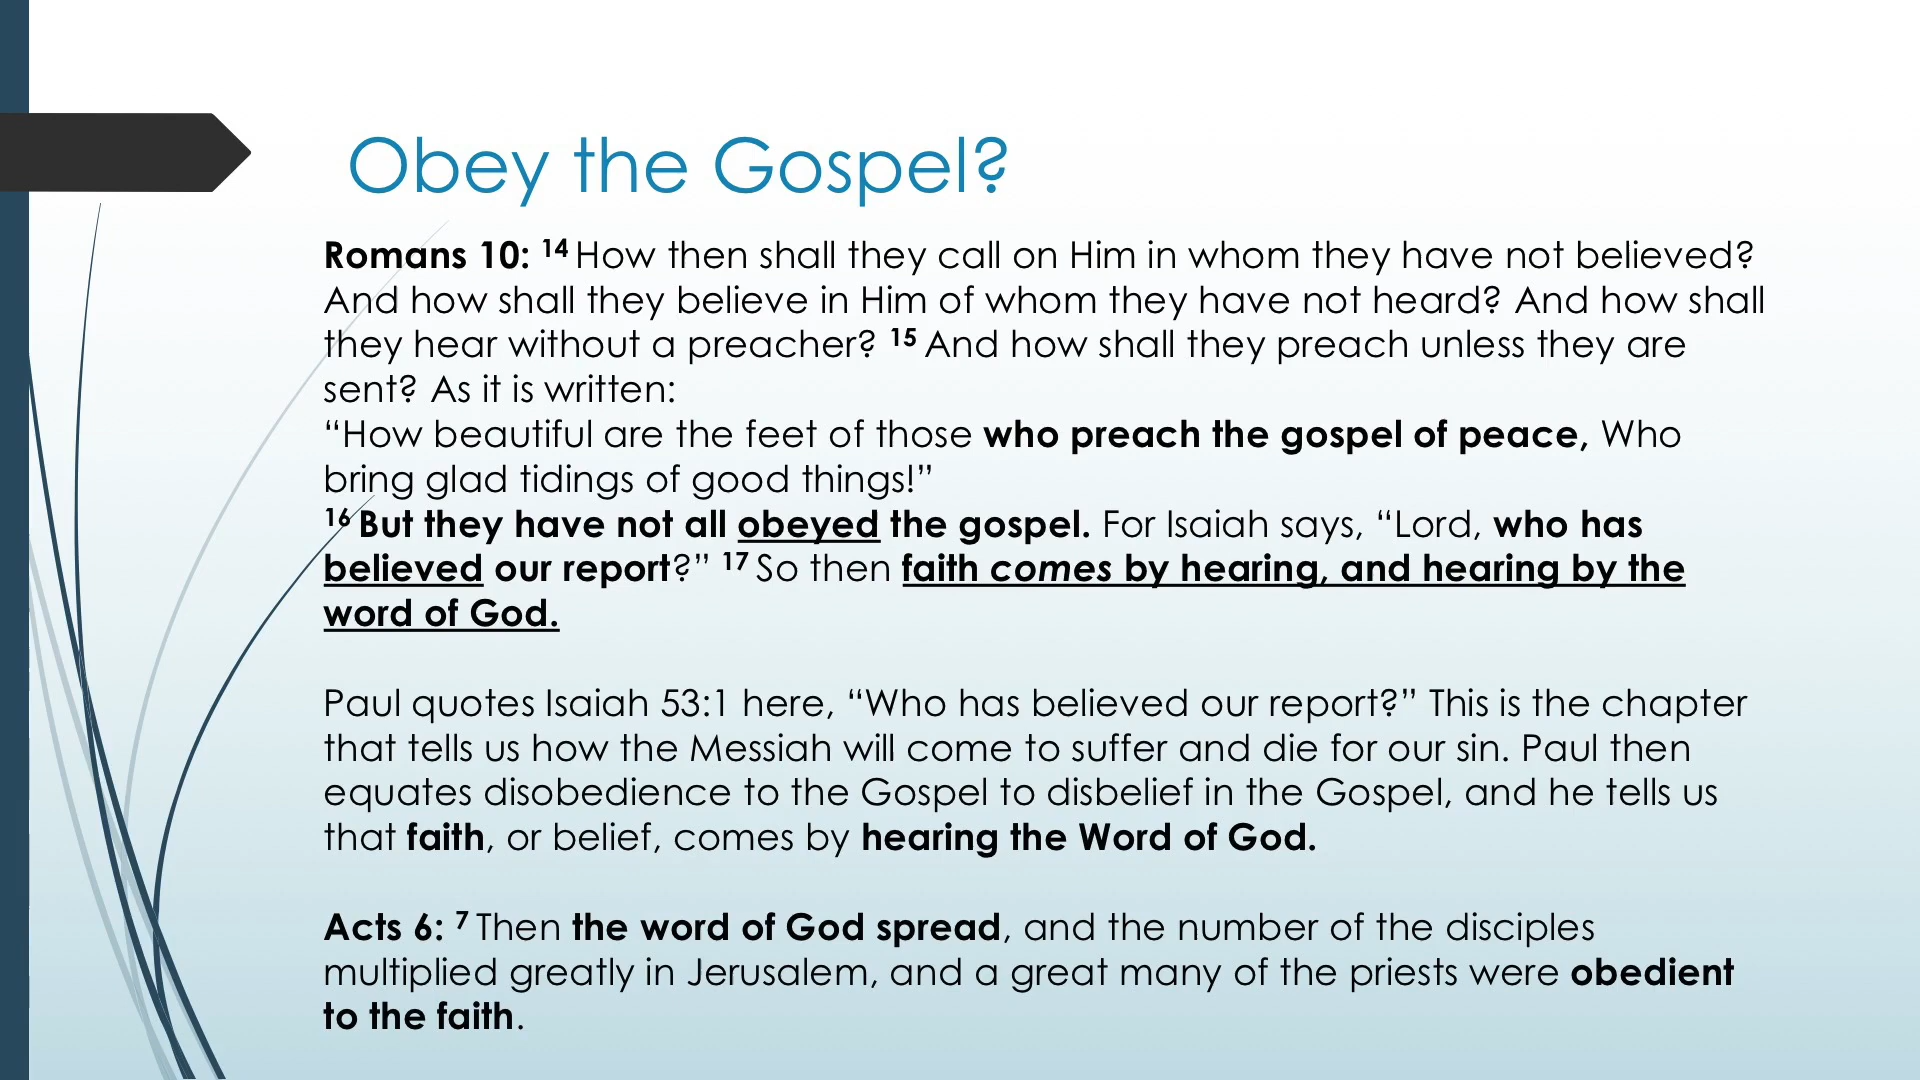 Obey the Gospel?
Romans 10: 14 How then shall they call on Him in whom they have not believed?
And how shall they believe in Him of whom they have not heard? And how shall
they hear without a preacher? 15 And how shall they preach unless they are
sent? As it is written:
“How beautiful are the feet of those who preach the gospel of peace, Who
bring glad tidings of good things!”
16 But they have not all obeyed the gospel. For Isaiah says, “Lord, who has
believed our report?” 17 So then faith comes by hearing, and hearing by the
word of God.
Paul quotes Isaiah 53:1 here, “Who has believed our report?” This is the chapter
that tells us how the Messiah will come to suffer and die for our sin. Paul then
equates disobedience to the Gospel to disbelief in the Gospel, and he tells us
that faith, or belief, comes by hearing the Word of God.
Acts 6: 7 Then the word of God spread, and the number of the disciples
multiplied greatly in Jerusalem, and a great many of the priests were obedient
to the faith.